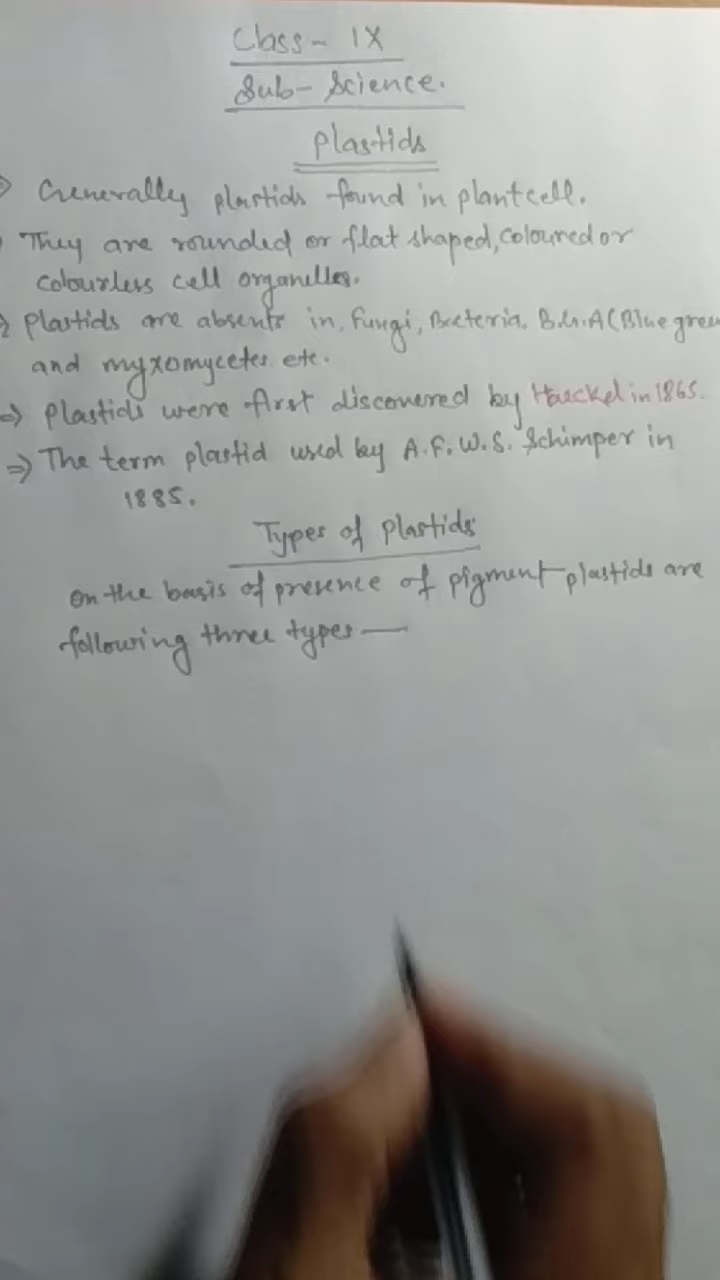 Class - IX
Sub - Science.
Plastids
Generally plastids found in plant cell.
They are rounded or flat shaped, coloured or
colourless cell organelles.
Plastids are absents in, Fungi, Bacteria. B.G.A (Blue green
and myxomycetes etc.
⇒ Plastids were first discovered by Haeckel in 1865.
⇒ The term plastid used by A.F.W.S. Schimper in
1885.
Types of Plastids
On the basis of presence of pigment plastids are
following three types —